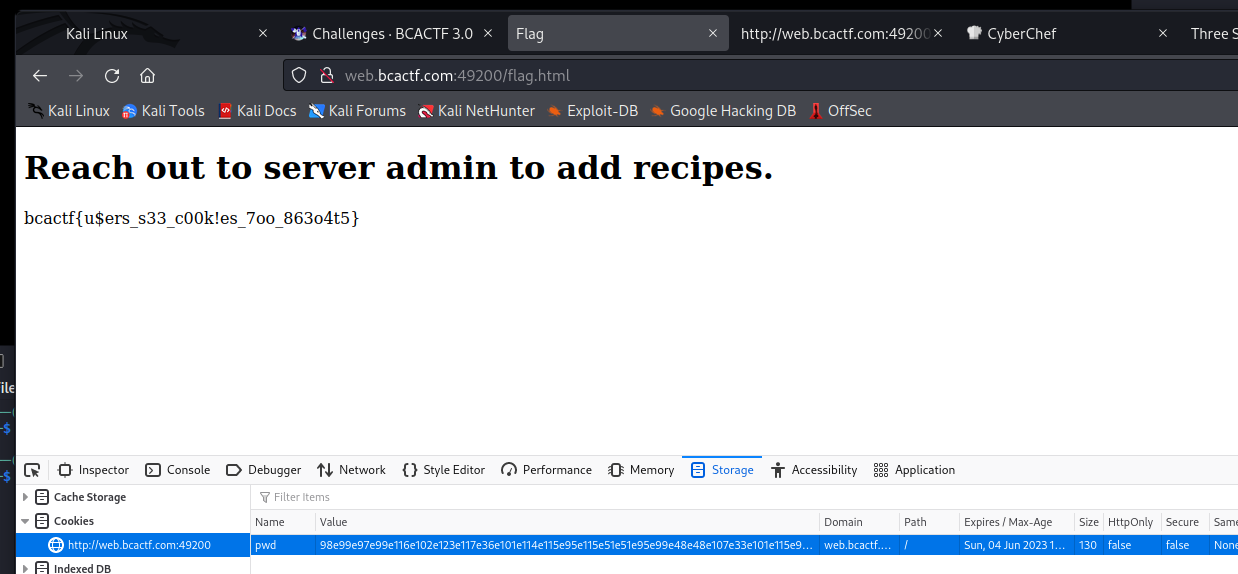 Kali Linux Challenges · BCACTF 3.0 Flag http://web.bcactf.com:49200 CyberChef Three S
web.bcactf.com:49200/flag.html
Kali Linux Kali Tools Kali Docs Kali Forums Kali NetHunter Exploit-DB Google Hacking DB OffSec
Reach out to server admin to add recipes.
bcactf{u$ers_s33_c00k!es_7oo_863o4t5}
ile
$
$
Inspector Console Debugger Network Style Editor Performance Memory Storage Accessibility Application
Cache Storage Filter Items
Cookies Name Value Domain Path Expires / Max-Age Size HttpOnly Secure Same
http://web.bcactf.com:49200 pwd 98e99e97e99e116e102e123e117e36e101e114e115e95e115e51e51e95e99e48e48e107e33e101e115e9... web.bcactf.... / Sun, 04 Jun 2023 1... 130 false false None
Indexed DB